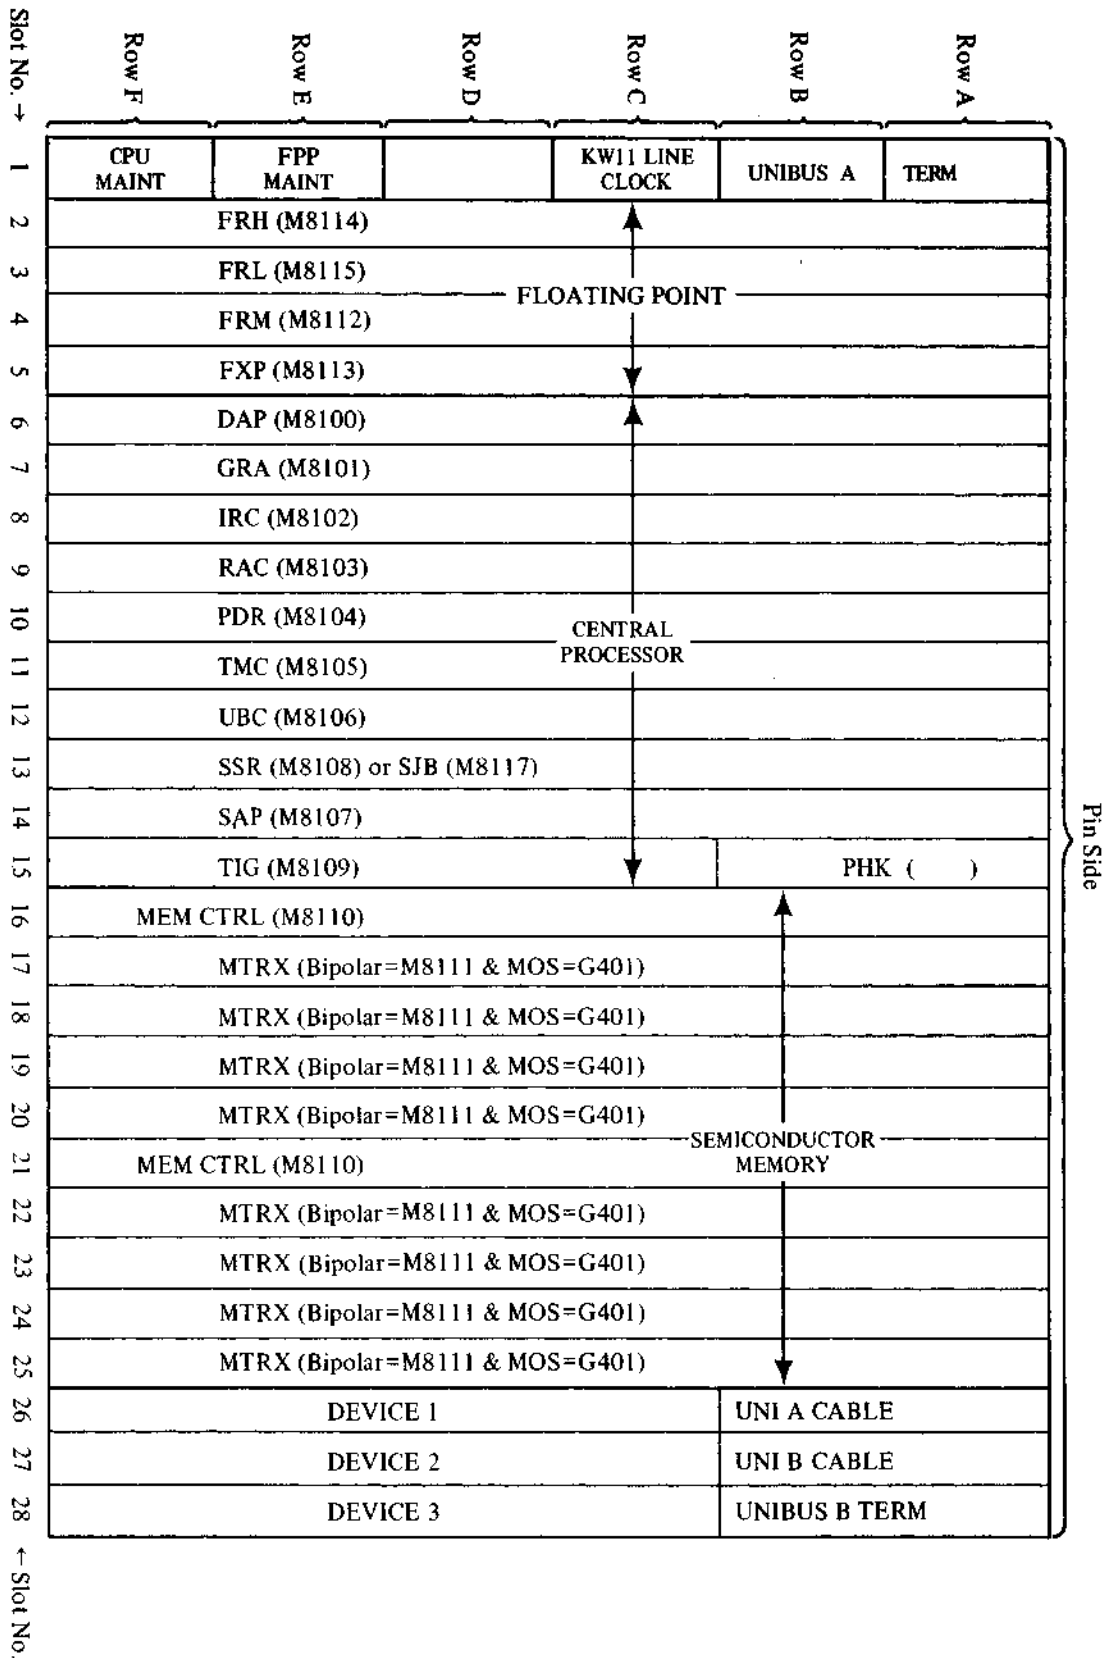 Slot No. →
Row F
Row E
Row D
Row C
Row B
Row A
1
CPU MAINT
FPP MAINT
KW11 LINE CLOCK
UNIBUS A
TERM
2
FRH (M8114)
3
FRL (M8115)
FLOATING POINT
4
FRM (M8112)
5
FXP (M8113)
6
DAP (M8100)
7
GRA (M8101)
8
IRC (M8102)
9
RAC (M8103)
10
PDR (M8104)
CENTRAL
PROCESSOR
11
TMC (M8105)
12
UBC (M8106)
13
SSR (M8108) or SJB (M8117)
14
SAP (M8107)
15
TIG (M8109)
PHK ( )
Pin Side
16
MEM CTRL (M8110)
17
MTRX (Bipolar=M8111 & MOS=G401)
18
MTRX (Bipolar=M8111 & MOS=G401)
19
MTRX (Bipolar=M8111 & MOS=G401)
20
MTRX (Bipolar=M8111 & MOS=G401)
SEMICONDUCTOR
MEMORY
21
MEM CTRL (M8110)
22
MTRX (Bipolar=M8111 & MOS=G401)
23
MTRX (Bipolar=M8111 & MOS=G401)
24
MTRX (Bipolar=M8111 & MOS=G401)
25
MTRX (Bipolar=M8111 & MOS=G401)
26
DEVICE 1
UNI A CABLE
27
DEVICE 2
UNI B CABLE
28
DEVICE 3
UNIBUS B TERM
← Slot No.